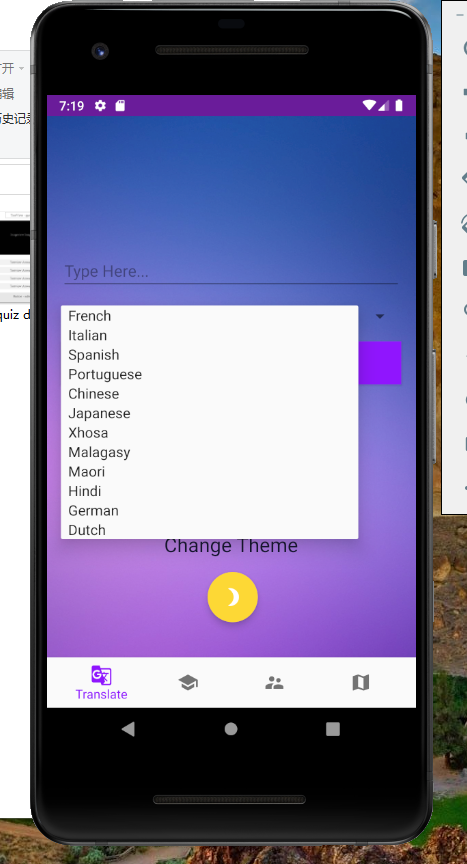 打开
编辑
历史记录
7:19
Type Here...
French
Italian
Spanish
Portuguese
Chinese
Japanese
Xhosa
Malagasy
Maori
Hindi
German
Dutch
Change Theme
Translate
quiz d